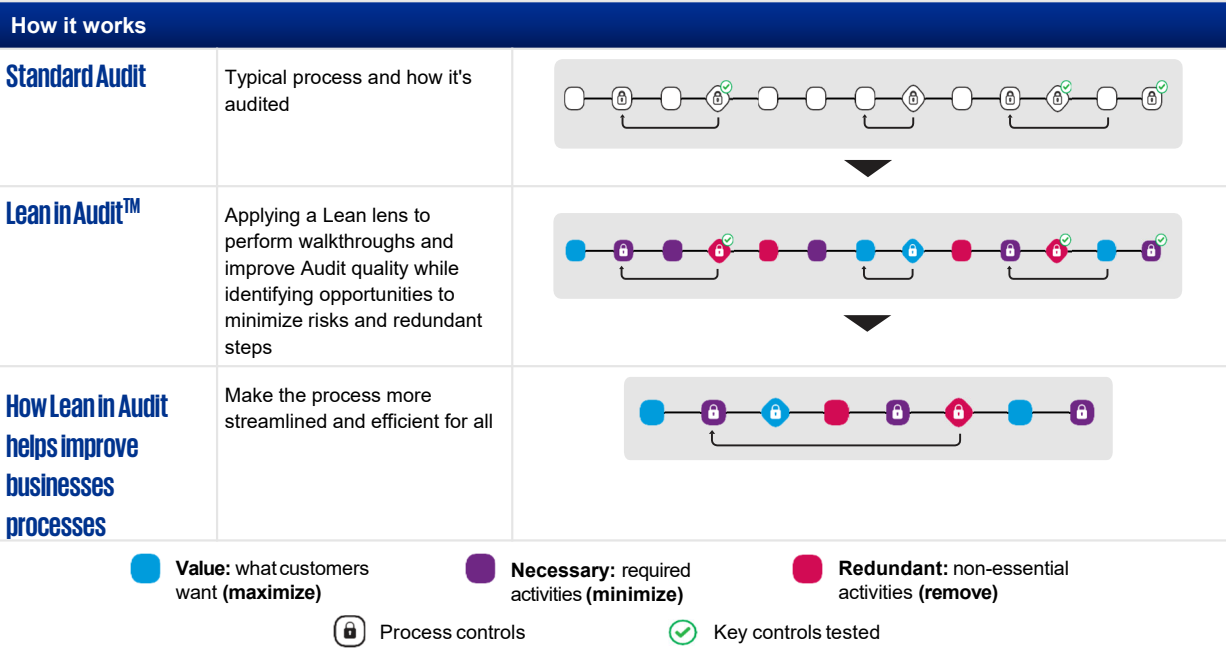 How it works
Standard Audit
Typical process and how it's
audited
Lean in Audit™
Applying a Lean lens to
perform walkthroughs and
improve Audit quality while
identifying opportunities to
minimize risks and redundant
steps
How Lean in Audit
helps improve
businesses
processes
Make the process more
streamlined and efficient for all
Value: what customers
want (maximize)
Necessary: required
activities (minimize)
Redundant: non-essential
activities (remove)
Process controls
Key controls tested